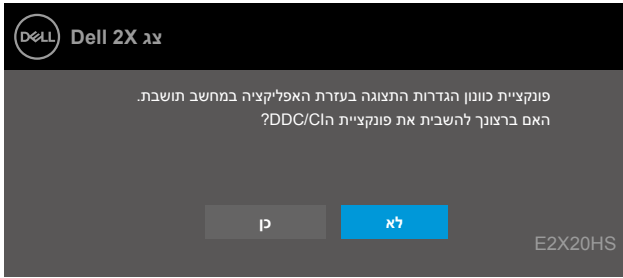 DELL
צג Dell 2X
פונקציית כוונון הגדרות התצוגה בעזרת האפליקציה במחשב תושבת.
האם ברצונך להשבית את פונקציית הDDC/CI?
לא
כן
E2X20HS